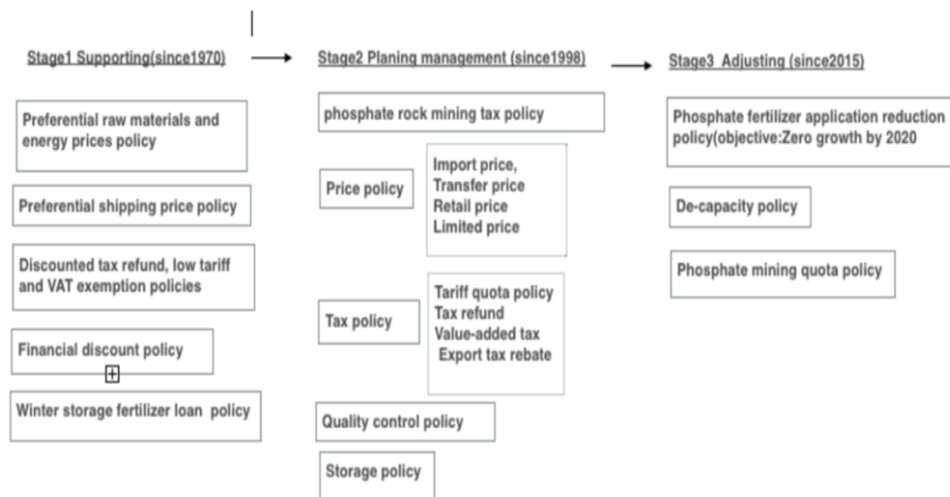 Stage1 Supporting(since1970)
Preferential raw materials and
energy prices policy
Preferential shipping price policy
Discounted tax refund, low tariff
and VAT exemption policies
Financial discount policy
Winter storage fertilizer loan policy
Stage2 Planing management (since1998)
phosphate rock mining tax policy
Price policy
Import price,
Transfer price
Retail price
Limited price
Tax policy
Tariff quota policy
Tax refund
Value-added tax
Export tax rebate
Quality control policy
Storage policy
Stage3 Adjusting (since2015)
Phosphate fertilizer application reduction
policy(objective:Zero growth by 2020
De-capacity policy
Phosphate mining quota policy